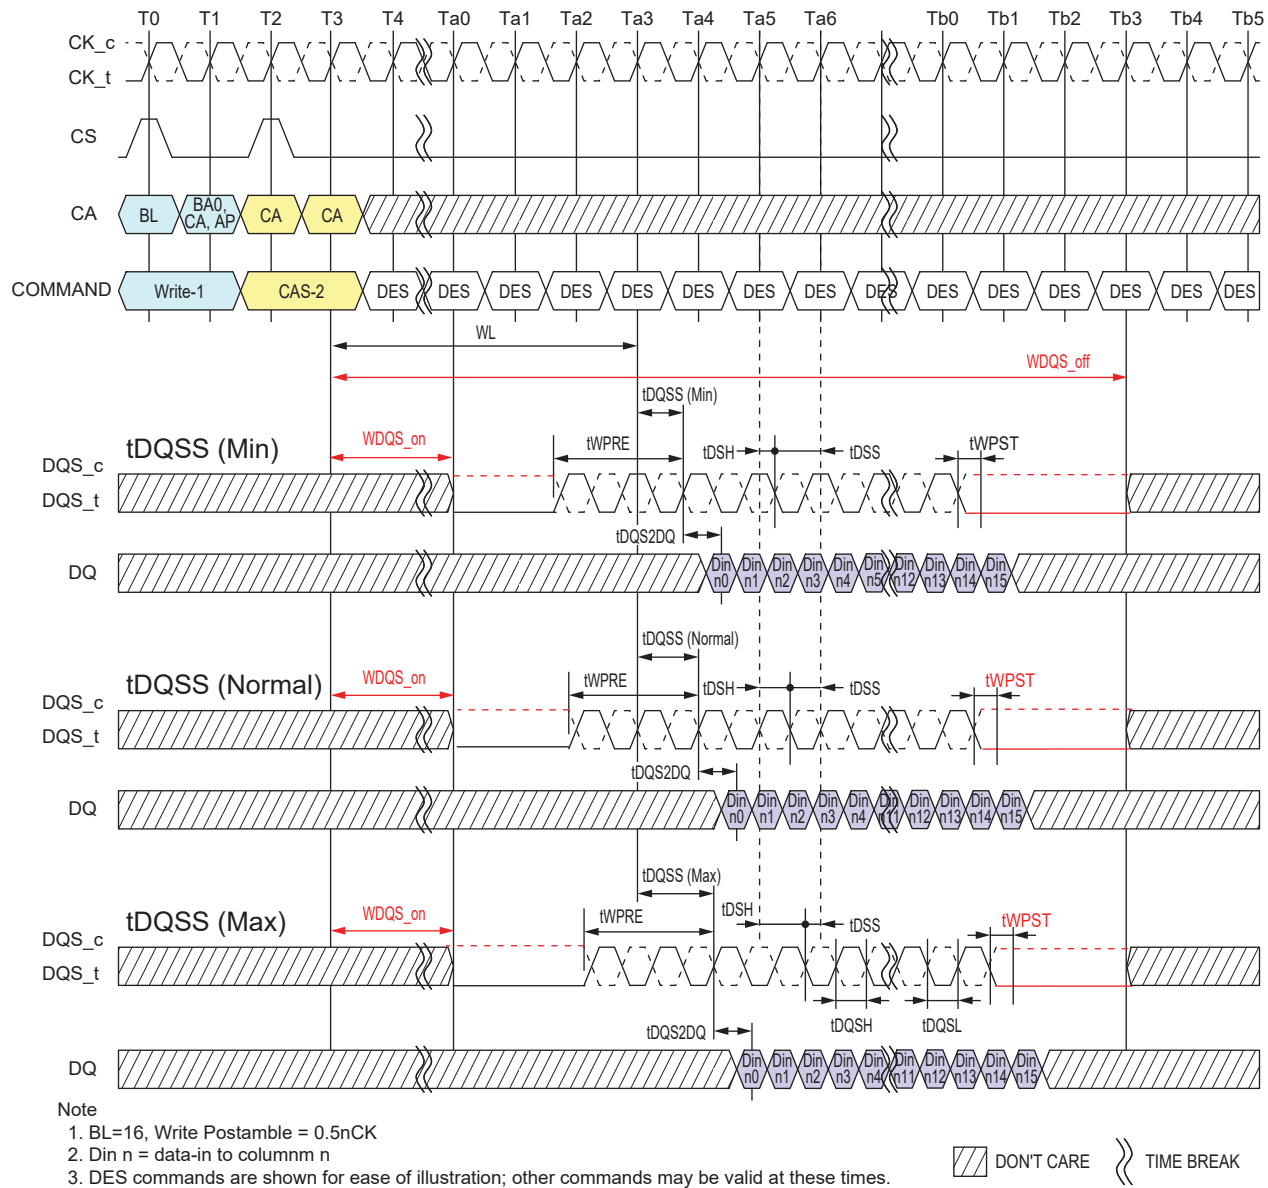 T0 T1 T2 T3 T4 Ta0 Ta1 Ta2 Ta3 Ta4 Ta5 Ta6 Tb0 Tb1 Tb2 Tb3 Tb4 Tb5
CK_c
CK_t
CS
CA BL BA0, CA, AP CA CA
COMMAND Write-1 CAS-2 DES DES DES DES DES DES DES DES DES DES DES DES DES DES DES
WL
WDQS_off
tDQSS (Min)
tDQSS (Min) WDQS_on tWPRE tDSH tDSS tWPST
DQS_c
DQS_t
tDQS2DQ
DQ Din n0 Din n1 Din n2 Din n3 Din n4 Din n5 Din n12 Din n13 Din n14 Din n15
tDQSS (Normal)
tDQSS (Normal) WDQS_on tWPRE tDSH tDSS tWPST
DQS_c
DQS_t
tDQS2DQ
DQ Din n0 Din n1 Din n2 Din n3 Din n4 Din n11 Din n12 Din n13 Din n14 Din n15
tDQSS (Max)
tDQSS (Max) WDQS_on tWPRE tDSH tDSS tWPST
DQS_c
DQS_t
tDQSH tDQSL
tDQS2DQ
DQ Din n0 Din n1 Din n2 Din n3 Din n4 Din n11 Din n12 Din n13 Din n14 Din n15
Note
1. BL=16, Write Postamble = 0.5nCK
2. Din n = data-in to columnm n
3. DES commands are shown for ease of illustration; other commands may be valid at these times.
DON'T CARE TIME BREAK